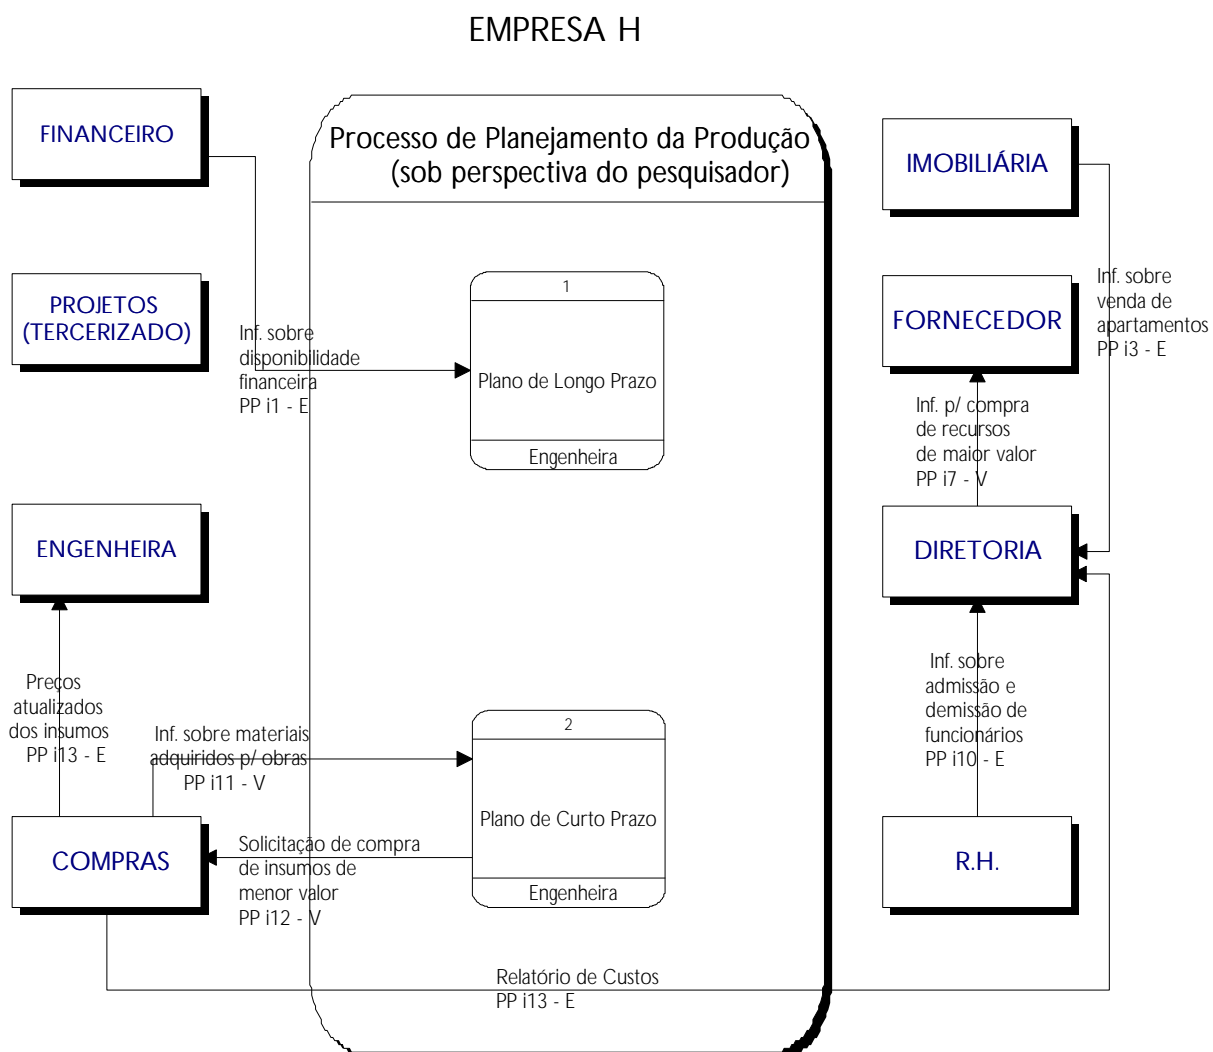 EMPRESA H
FINANCEIRO
Processo de Planejamento da Produção
(sob perspectiva do pesquisador)
IMOBILIÁRIA
PROJETOS
(TERCERIZADO)
Inf. sobre
disponibilidade
financeira
PP i1 - E
1
Plano de Longo Prazo
Engenheira
FORNECEDOR
Inf. sobre
venda de
apartamentos
PP i3 - E
Inf. p/ compra
de recursos
de maior valor
PP i7 - V
ENGENHEIRA
DIRETORIA
Preços
atualizados
dos insumos
PP i13 - E
Inf. sobre materiais
adquiridos p/ obras
PP i11 - V
2
Plano de Curto Prazo
Engenheira
Inf. sobre
admissão e
demissão de
funcionários
PP i10 - E
COMPRAS
Solicitação de compra
de insumos de
menor valor
PP i12 - V
R.H.
Relatório de Custos
PP i13 - E